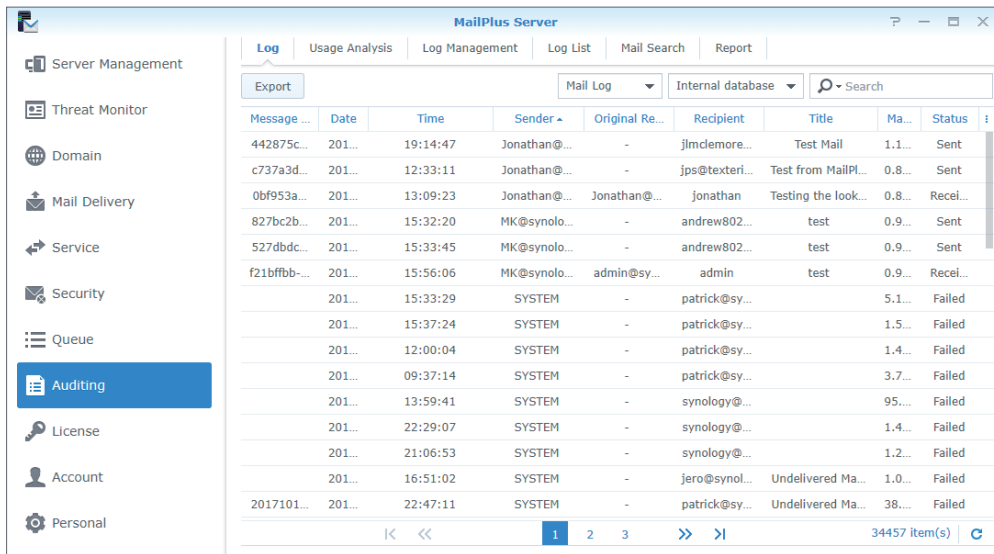 MailPlus Server
Server Management
Threat Monitor
Domain
Mail Delivery
Service
Security
Queue
Auditing
License
Account
Personal
Log Usage Analysis Log Management Log List Mail Search Report
Export Mail Log Internal database Search
Message ... Date Time Sender Original Re... Recipient Title Ma... Status
442875c... 201... 19:14:47 Jonathan@... - jlmclemore... Test Mail 1.1... Sent
c737a3d... 201... 12:33:11 Jonathan@... - jps@texteri... Test from MailPl... 0.8... Sent
0bf953a... 201... 13:09:23 Jonathan@... Jonathan@... jonathan Testing the look... 0.8... Recei...
827bc2b... 201... 15:32:20 MK@synolo... - andrew802... test 0.9... Sent
527dbdc... 201... 15:33:45 MK@synolo... - andrew802... test 0.9... Sent
f21bffbb-... 201... 15:56:06 MK@synolo... admin@sy... admin test 0.9... Recei...
201... 15:33:29 SYSTEM - patrick@sy... 5.1... Failed
201... 15:37:24 SYSTEM - patrick@sy... 1.5... Failed
201... 12:00:04 SYSTEM - patrick@sy... 1.4... Failed
201... 09:37:14 SYSTEM - patrick@sy... 3.7... Failed
201... 13:59:41 SYSTEM - synology@... 95.... Failed
201... 22:29:07 SYSTEM - synology@... 1.4... Failed
201... 21:06:53 SYSTEM - synology@... 1.2... Failed
201... 16:51:02 SYSTEM - jero@synol... Undelivered Ma... 1.0... Failed
2017101... 201... 22:47:11 SYSTEM - patrick@sy... Undelivered Ma... 38.... Failed
1 2 3 34457 item(s)